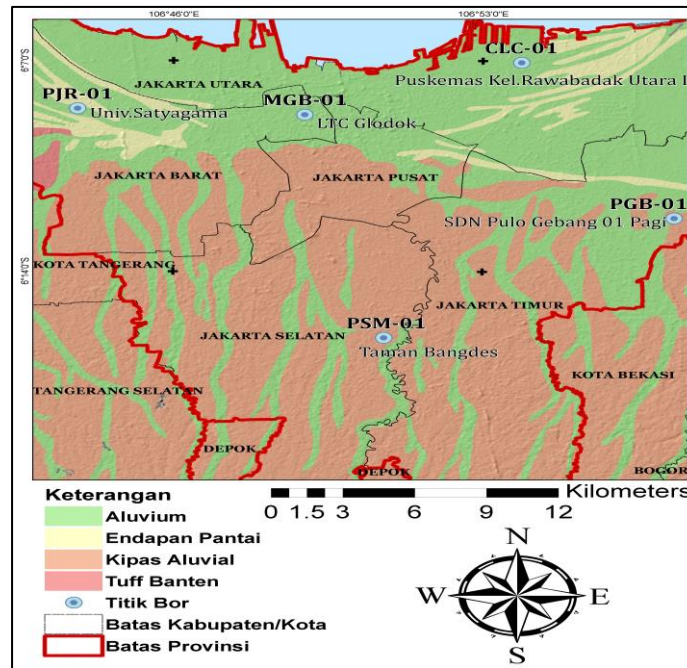 106°46'0"E 106°53'0"E
6°7'0"S
CLC-01
JAKARTA UTARA
Puskemas Kel.Rawabadak Utara I
PJR-01
MGB-01
Univ.Satyagama
LTC Glodok
JAKARTA BARAT
JAKARTA PUSAT
PGB-01
SDN Pulo Gebang 01 Pagi
KOTA TANGERANG
6°14'0"S
JAKARTA TIMUR
PSM-01
JAKARTA SELATAN
Taman Bangdes
KOTA BEKASI
TANGERANG SELATAN
DEPOK
DEPOK
BOGOR
Keterangan
Aluvium
Endapan Pantai
Kipas Aluvial
Tuff Banten
Titik Bor
Batas Kabupaten/Kota
Batas Provinsi
Kilometers
0 1.5 3 6 9 12
N
W E
S